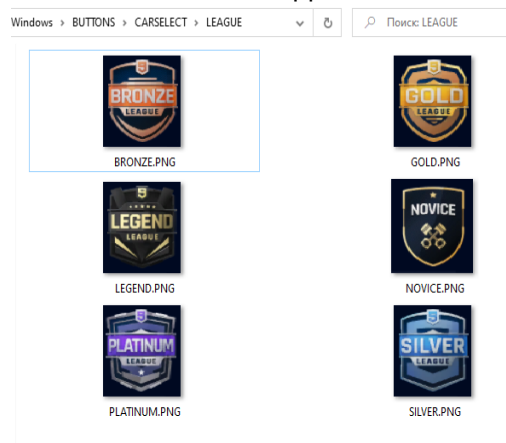 Windows > BUTTONS > CARSELECT > LEAGUE
Поиск: LEAGUE
BRONZE
LEAGUE
BRONZE.PNG
GOLD
LEAGUE
GOLD.PNG
LEGEND
LEAGUE
LEGEND.PNG
NOVICE
NOVICE.PNG
PLATINUM
LEAGUE
PLATINUM.PNG
SILVER
LEAGUE
SILVER.PNG